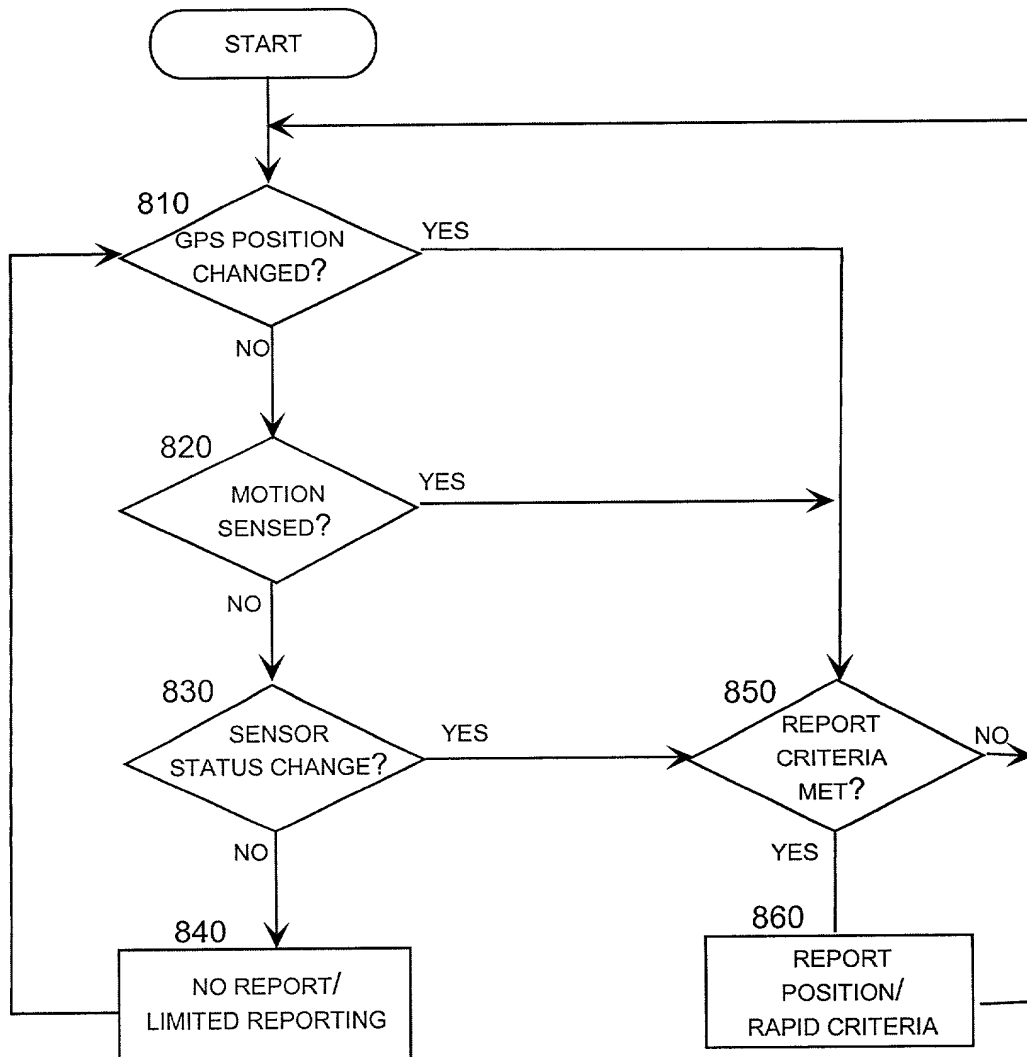 START
810
GPS POSITION
CHANGED?
YES
NO
820
MOTION
SENSED?
YES
NO
830
SENSOR
STATUS CHANGE?
YES
NO
850
REPORT
CRITERIA
MET?
NO
YES
840
NO REPORT/
LIMITED REPORTING
860
REPORT
POSITION/
RAPID CRITERIA